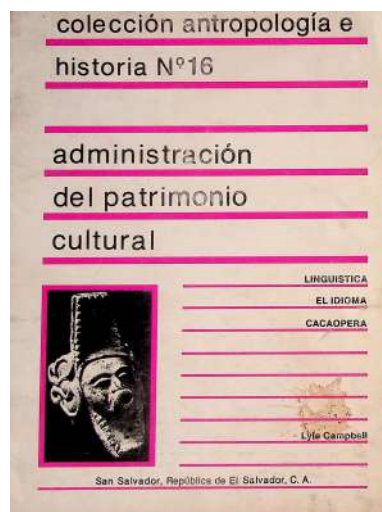 colección antropología e
historia Nº16
administración
del patrimonio
cultural
LINGUISTICA
EL IDIOMA
CACAOPERA
Lyle Campbell
San Salvador, República de El Salvador, C. A.